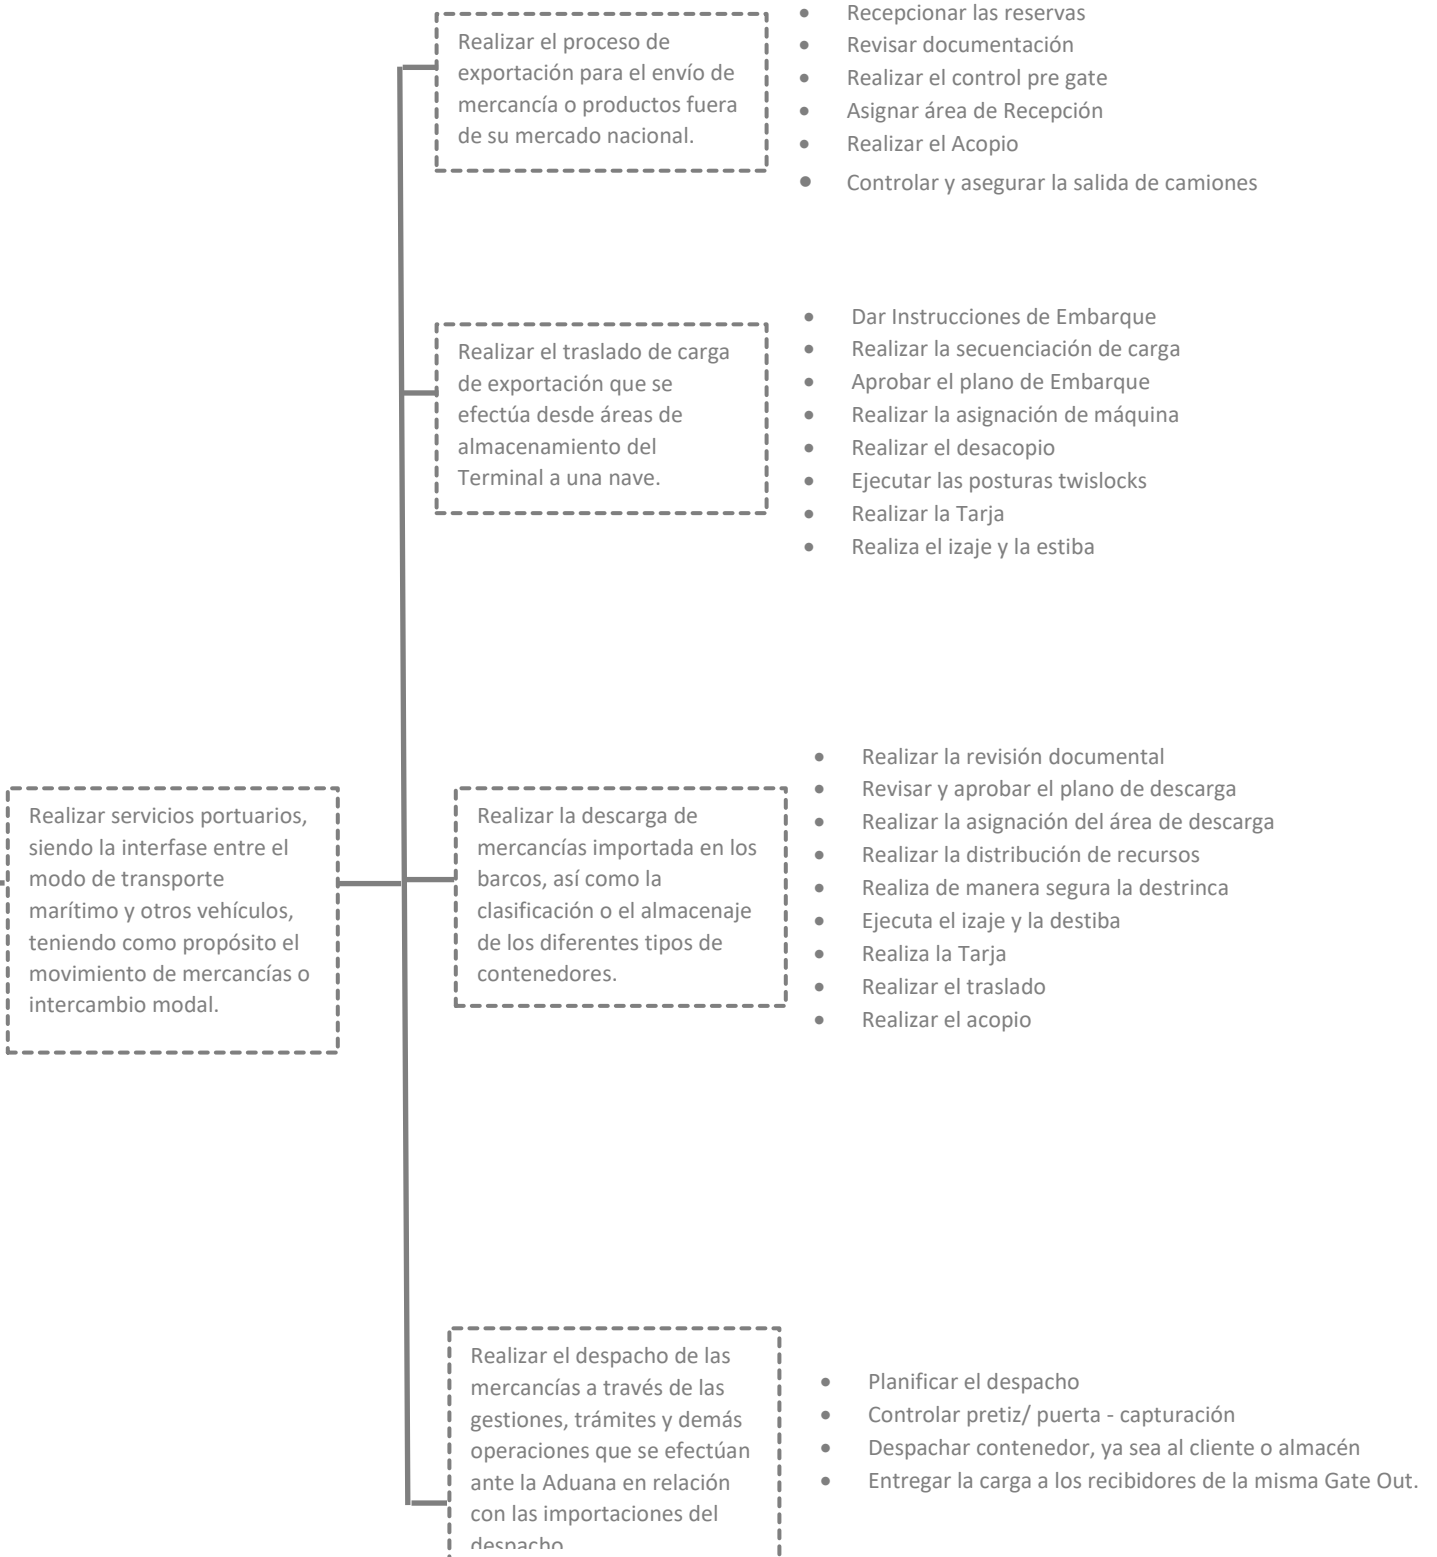 Realizar el proceso de
exportación para el envío de
mercancía o productos fuera
de su mercado nacional.
• Recepcionar las reservas
• Revisar documentación
• Realizar el control pre gate
• Asignar área de Recepción
• Realizar el Acopio
• Controlar y asegurar la salida de camiones
Realizar el traslado de carga
de exportación que se
efectúa desde áreas de
almacenamiento del
Terminal a una nave.
• Dar Instrucciones de Embarque
• Realizar la secuenciación de carga
• Aprobar el plano de Embarque
• Realizar la asignación de máquina
• Realizar el desacopio
• Ejecutar las posturas twislocks
• Realizar la Tarja
• Realiza el izaje y la estiba
Realizar servicios portuarios,
siendo la interfase entre el
modo de transporte
marítimo y otros vehículos,
teniendo como propósito el
movimiento de mercancías o
intercambio modal.
Realizar la descarga de
mercancías importada en los
barcos, así como la
clasificación o el almacenaje
de los diferentes tipos de
contenedores.
• Realizar la revisión documental
• Revisar y aprobar el plano de descarga
• Realizar la asignación del área de descarga
• Realizar la distribución de recursos
• Realiza de manera segura la destrinca
• Ejecuta el izaje y la destiba
• Realiza la Tarja
• Realizar el traslado
• Realizar el acopio
Realizar el despacho de las
mercancías a través de las
gestiones, trámites y demás
operaciones que se efectúan
ante la Aduana en relación
con las importaciones del
despacho
• Planificar el despacho
• Controlar pretiz/ puerta - capturación
• Despachar contenedor, ya sea al cliente o almacén
• Entregar la carga a los recibidores de la misma Gate Out.